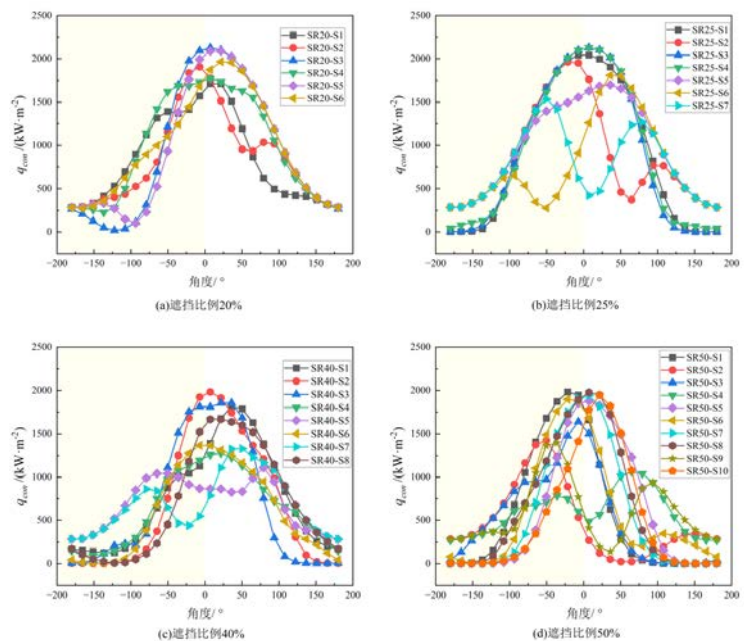 2500
2000
1500
1000
500
0
q_con /(kW·m⁻²)
SR20-S1
SR20-S2
SR20-S3
SR20-S4
SR20-S5
SR20-S6
−200 −150 −100 −50 0 50 100 150 200
角度/ °
(a)遮挡比例20%
2500
2000
1500
1000
500
0
q_con /(kW·m⁻²)
SR25-S1
SR25-S2
SR25-S3
SR25-S4
SR25-S5
SR25-S6
SR25-S7
−200 −150 −100 −50 0 50 100 150 200
角度/ °
(b)遮挡比例25%
2500
2000
1500
1000
500
0
q_con /(kW·m⁻²)
SR40-S1
SR40-S2
SR40-S3
SR40-S4
SR40-S5
SR40-S6
SR40-S7
SR40-S8
−200 −150 −100 −50 0 50 100 150 200
角度/ °
(c)遮挡比例40%
2500
2000
1500
1000
500
0
q_con /(kW·m⁻²)
SR50-S1
SR50-S2
SR50-S3
SR50-S4
SR50-S5
SR50-S6
SR50-S7
SR50-S8
SR50-S9
SR50-S10
−200 −150 −100 −50 0 50 100 150 200
角度/ °
(d)遮挡比例50%